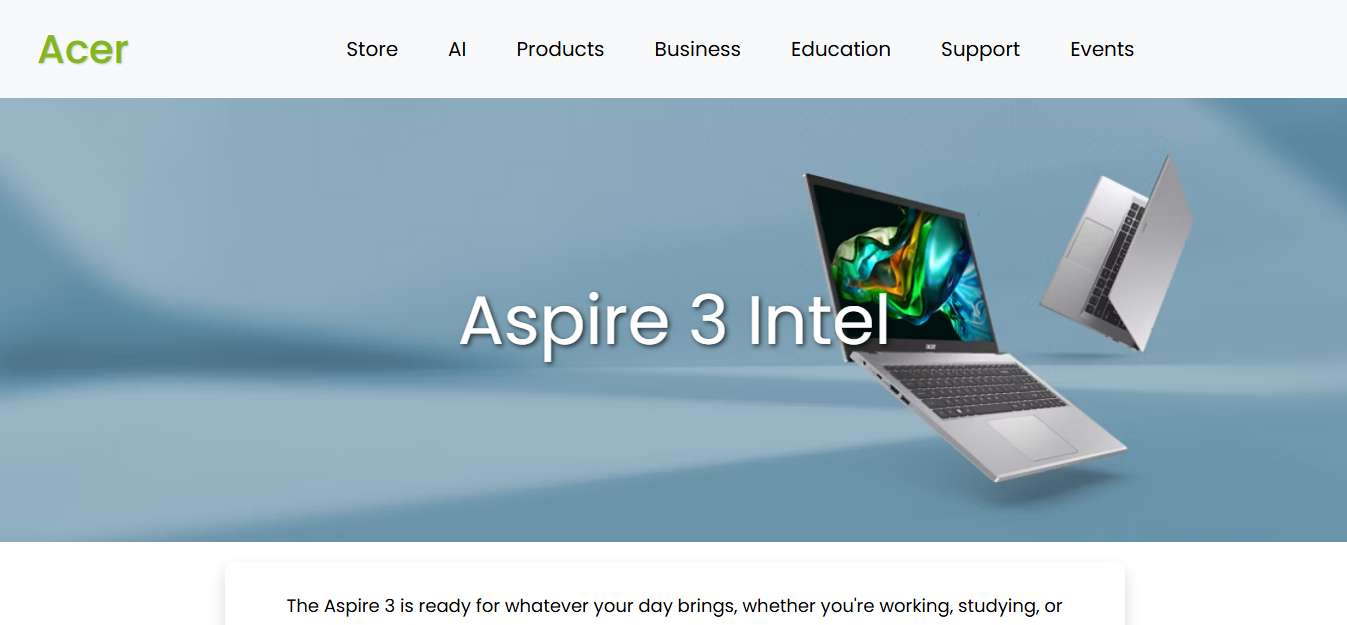 Acer
Store AI Products Business Education Support Events
Aspire 3 Intel
acer
The Aspire 3 is ready for whatever your day brings, whether you're working, studying, or